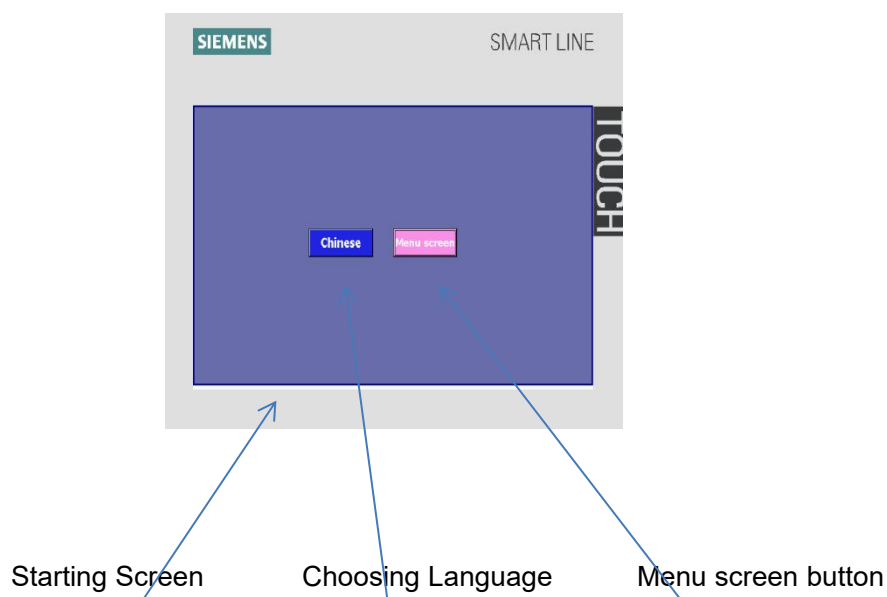 SIEMENS SMART LINE
TOUCH
Chinese Menu screen
Starting Screen Choosing Language Menu screen button